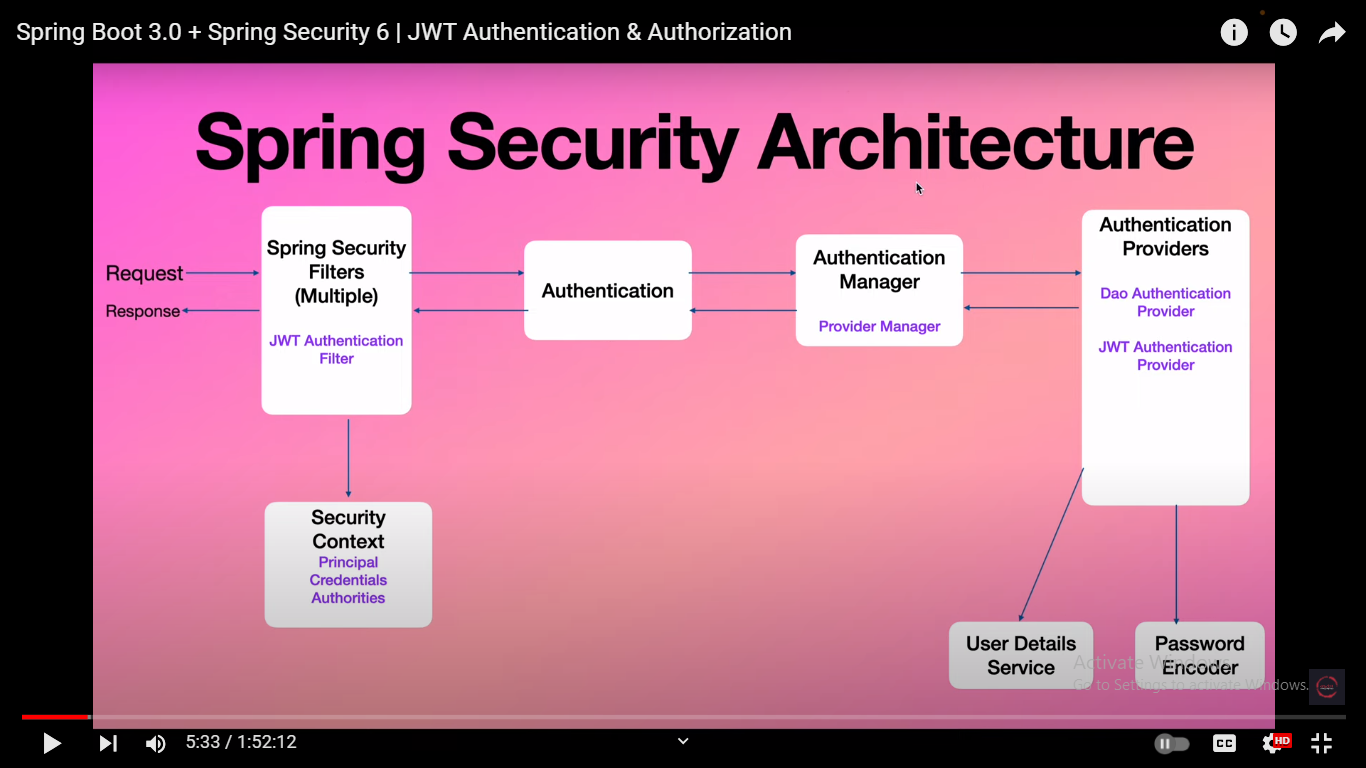 Spring Boot 3.0 + Spring Security 6 | JWT Authentication & Authorization
Spring Security Architecture
Request
Response
Spring Security
Filters
(Multiple)
JWT Authentication
Filter
Authentication
Authentication
Manager
Provider Manager
Authentication
Providers
Dao Authentication
Provider
JWT Authentication
Provider
Security
Context
Principal
Credentials
Authorities
User Details
Service
Password
Encoder
Activate Windows
Go to Settings to activate Windows.
5:33 / 1:52:12
CC
HD